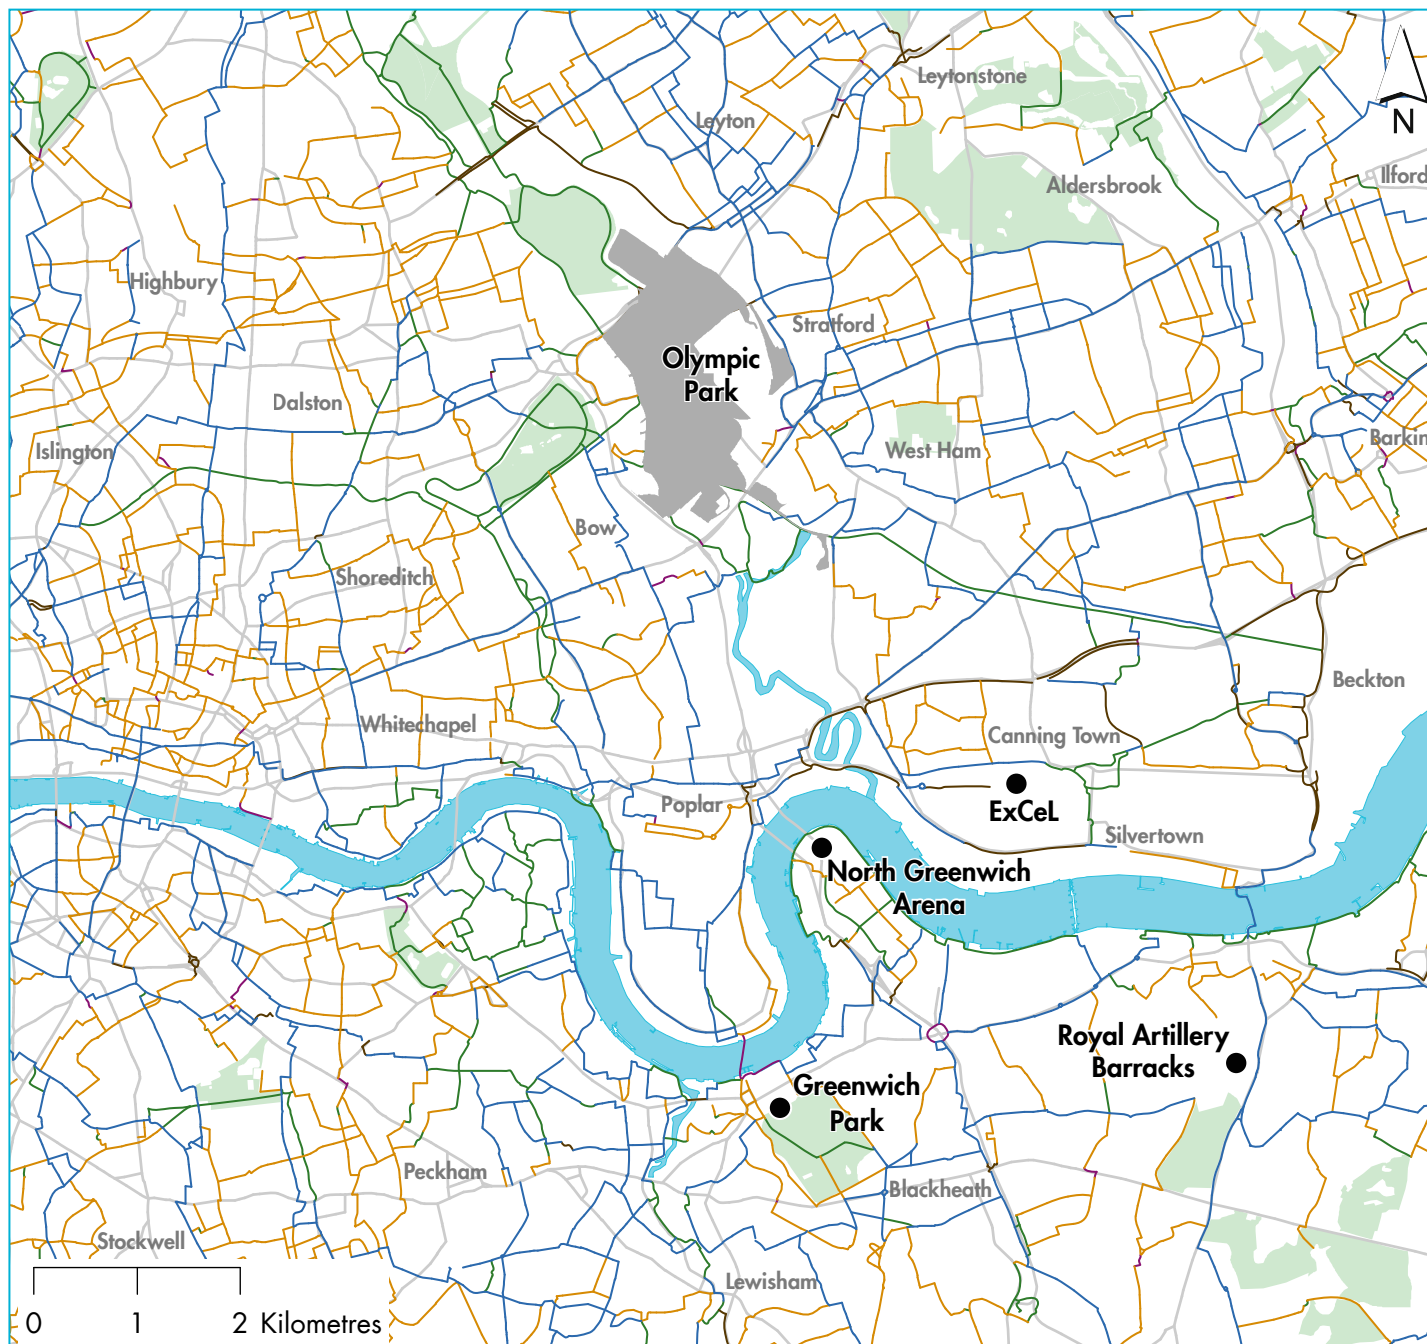 Leytonstone
Leyton
N
Ilford
Aldersbrook
Highbury
Stratford
Olympic
Park
Dalston
Islington
West Ham
Barkin
Bow
Shoreditch
Beckton
Whitechapel
Canning Town
Poplar
ExCeL
Silvertown
North Greenwich
Arena
Royal Artillery
Barracks
Greenwich
Park
Peckham
Blackheath
Stockwell
Lewisham
0 1 2 Kilometres